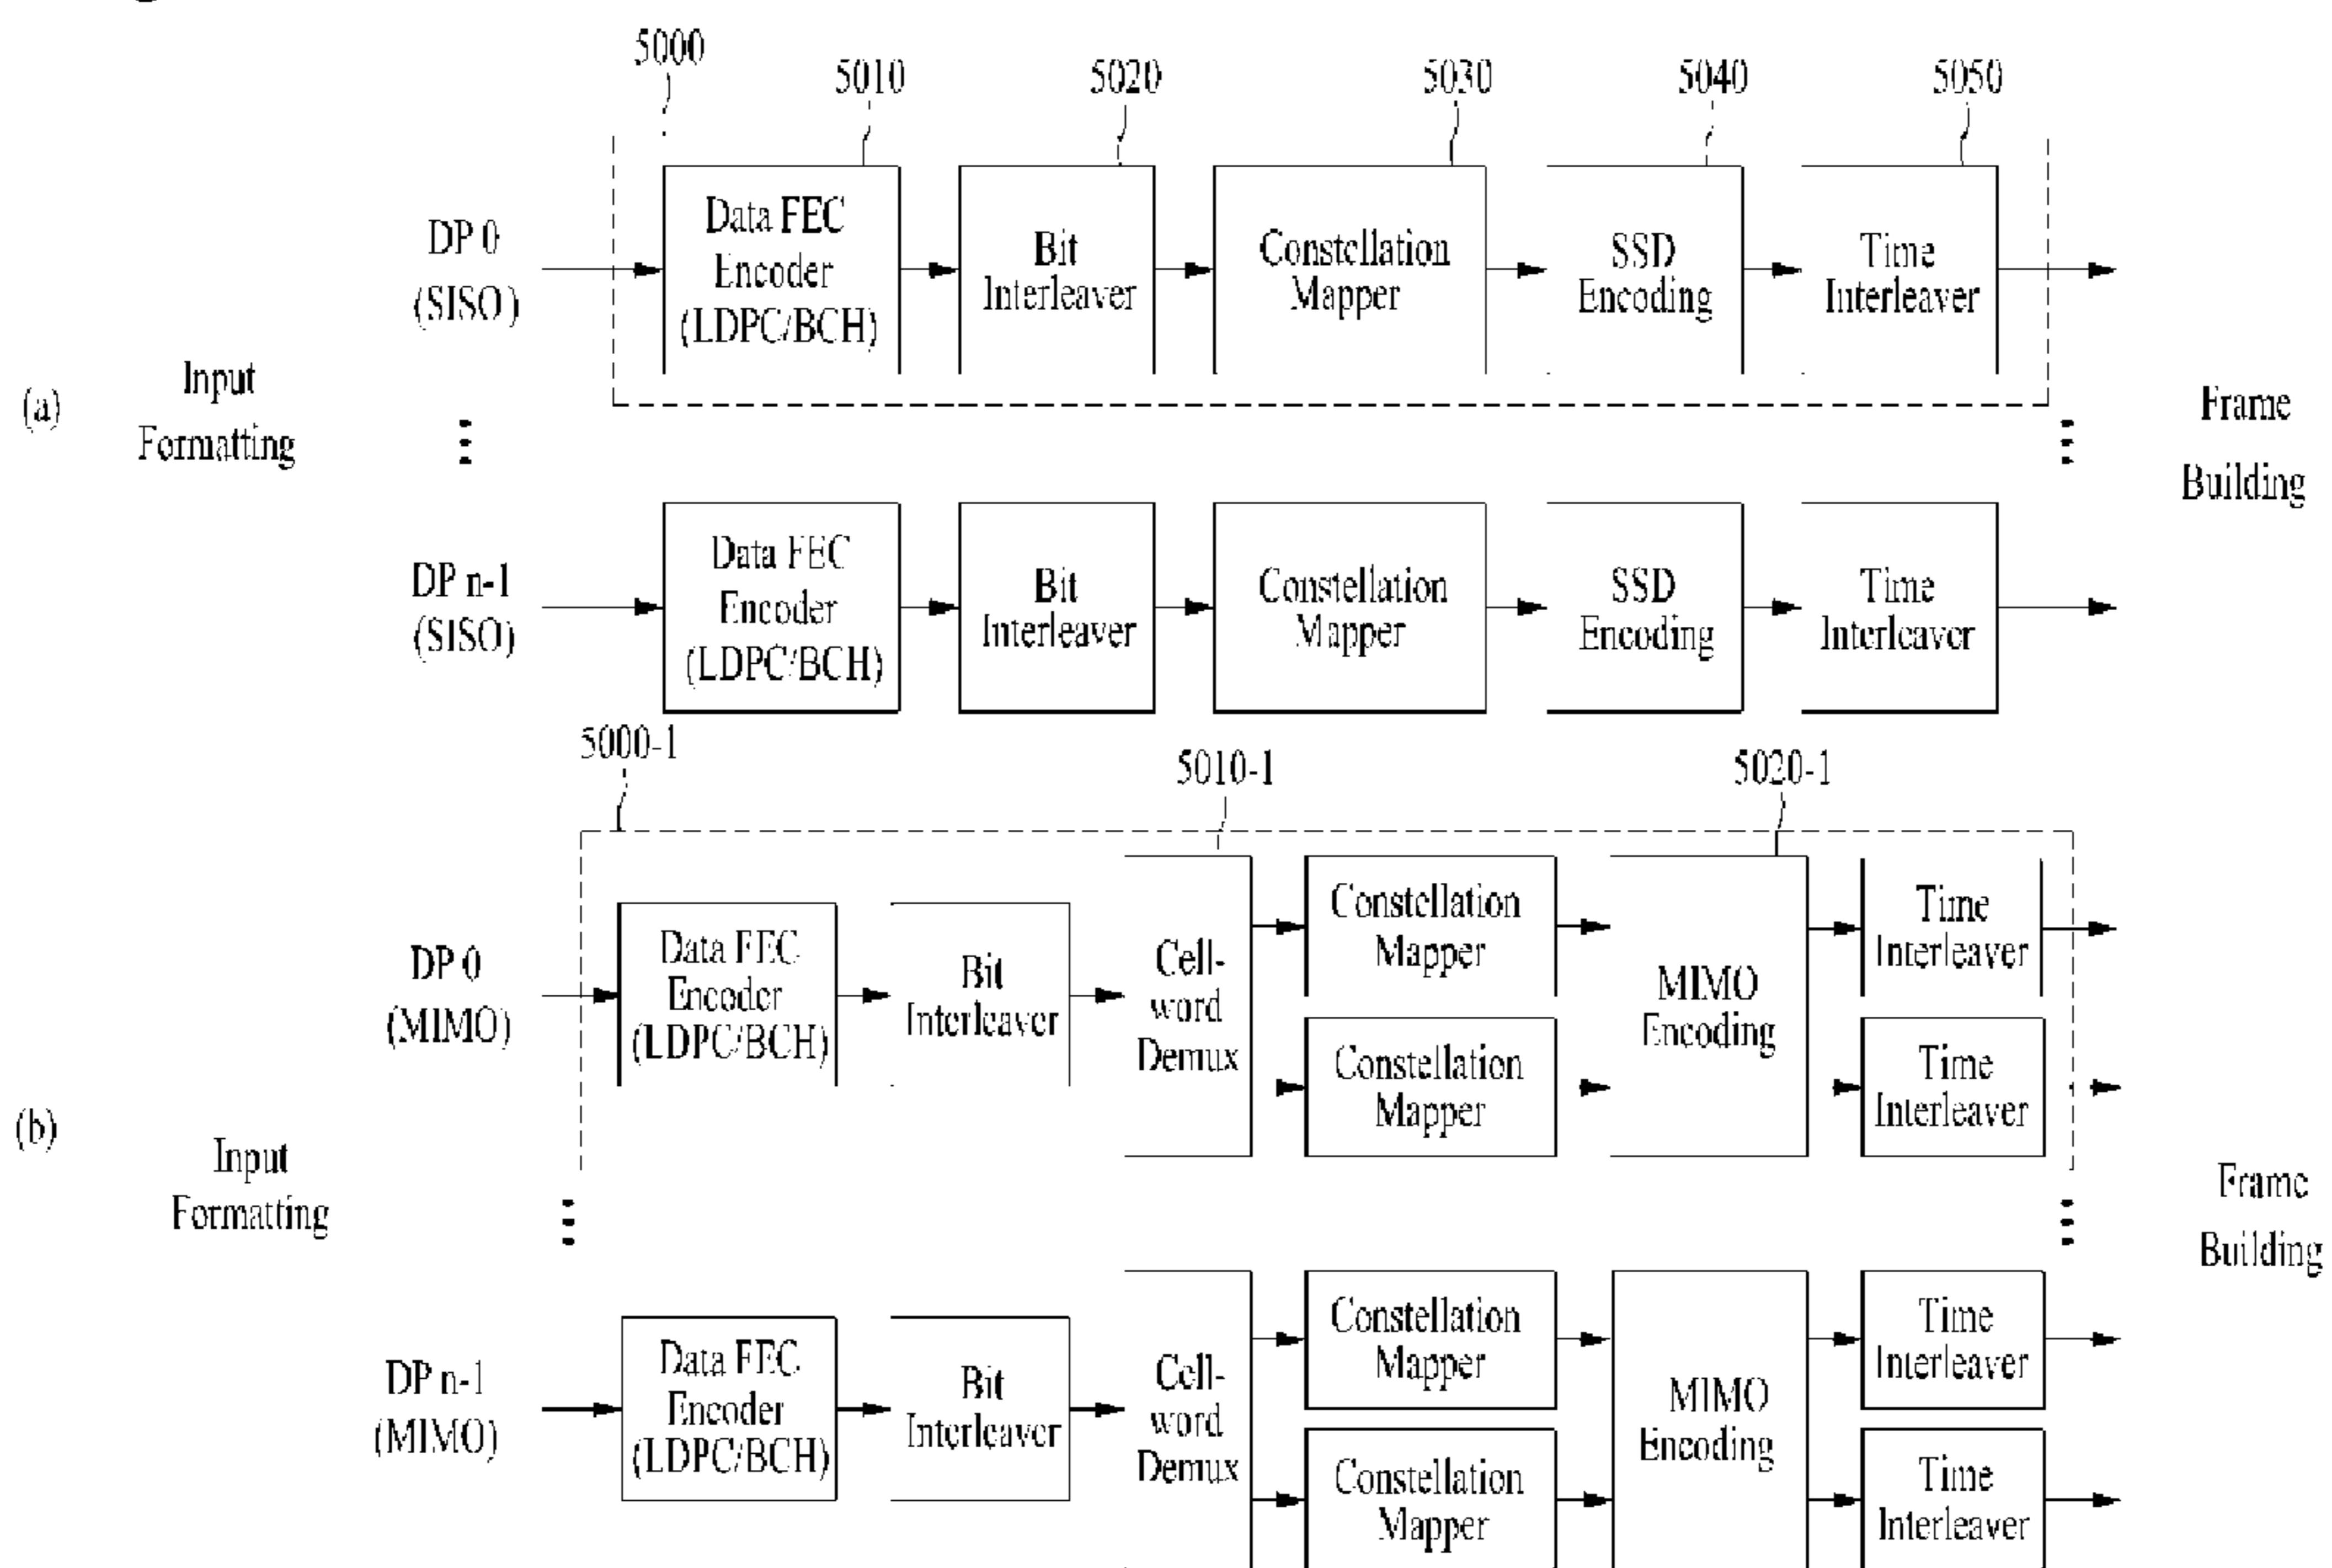 5000
5010
5020
5030
5040
5050
DP 0
(SISO)
Data FEC
Encoder
(LDPC/BCH)
Bit
Interleaver
Constellation
Mapper
SSD
Encoding
Time
Interleaver
(a)
Input
Formatting
Frame
Building
DP n-1
(SISO)
Data FEC
Encoder
(LDPC/BCH)
Bit
Interleaver
Constellation
Mapper
SSD
Encoding
Time
Interleaver
5000-1
5010-1
5020-1
DP 0
(MIMO)
Data FEC
Encoder
(LDPC/BCH)
Bit
Interleaver
Cell-
word
Demux
Constellation
Mapper
Constellation
Mapper
MIMO
Encoding
Time
Interleaver
Time
Interleaver
(b)
Input
Formatting
Frame
Building
DP n-1
(MIMO)
Data FEC
Encoder
(LDPC/BCH)
Bit
Interleaver
Cell-
word
Demux
Constellation
Mapper
Constellation
Mapper
MIMO
Encoding
Time
Interleaver
Time
Interleaver